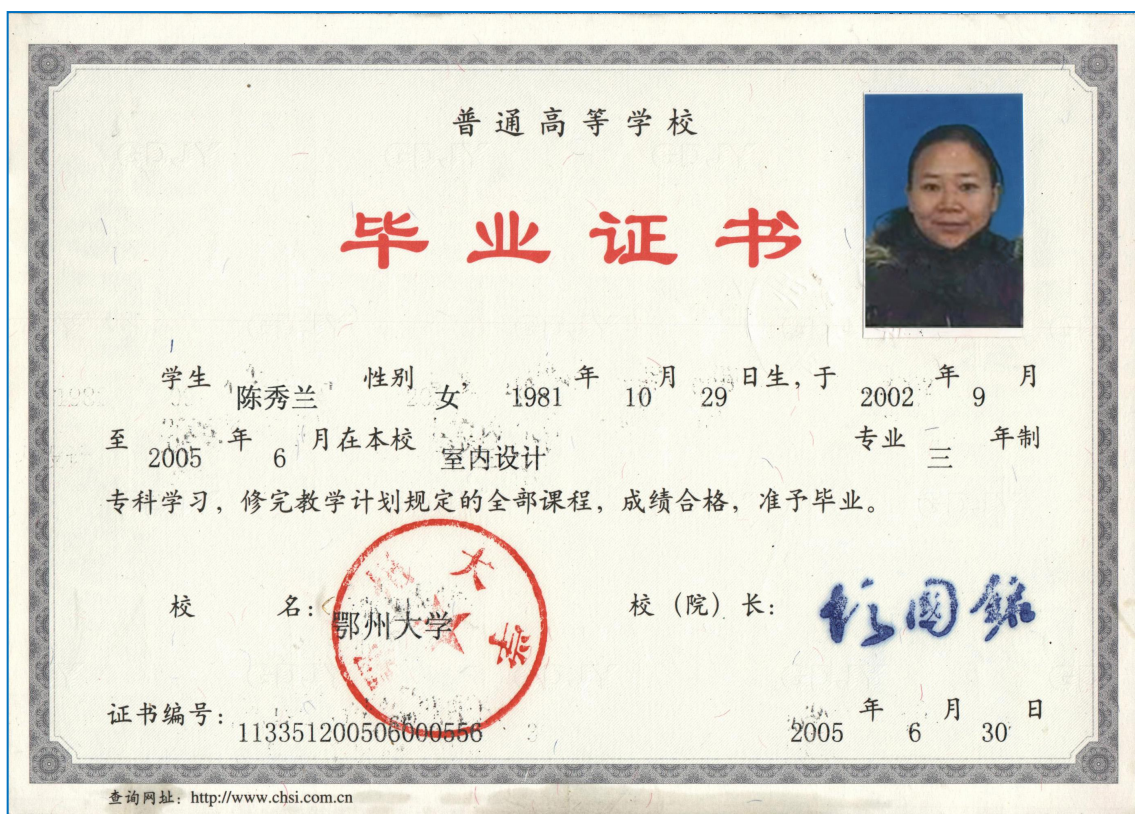 普通高等学校
毕业证书
学生 陈秀兰 性别 女, 1981 年 10 月 29 日生, 于 2002 年 9 月
至 2005 年 6 月在本校 室内设计 专业 三 年制
专科学习, 修完教学计划规定的全部课程, 成绩合格, 准予毕业。
校 名: 鄂州大学 校 (院) 长:
大学
证书编号: 113351200506000556 2005 年 6 月 30 日
查询网址: http://www.chsi.com.cn